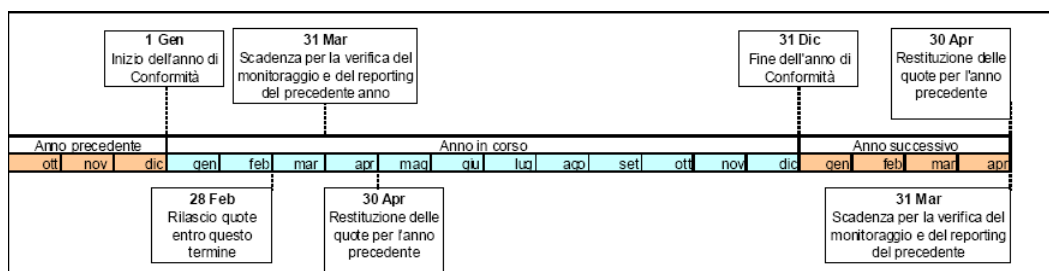 1 Gen
Inizio dell'anno di
Conformità
31 Mar
Scadenza per la verifica del
monitoraggio e del reporting
del precedente anno
31 Dic
Fine dell'anno di
Conformità
30 Apr
Restituzione delle
quote per l'anno
precedente
Anno precedente
Anno in corso
Anno successivo
ott nov dic gen feb mar apr mag giu lug ago set ott nov dic gen feb mar apr
28 Feb
Rilascio quote
entro questo
termine
30 Apr
Restituzione delle
quote per l'anno
precedente
31 Mar
Scadenza per la verifica del
monitoraggio e del reporting
del precedente